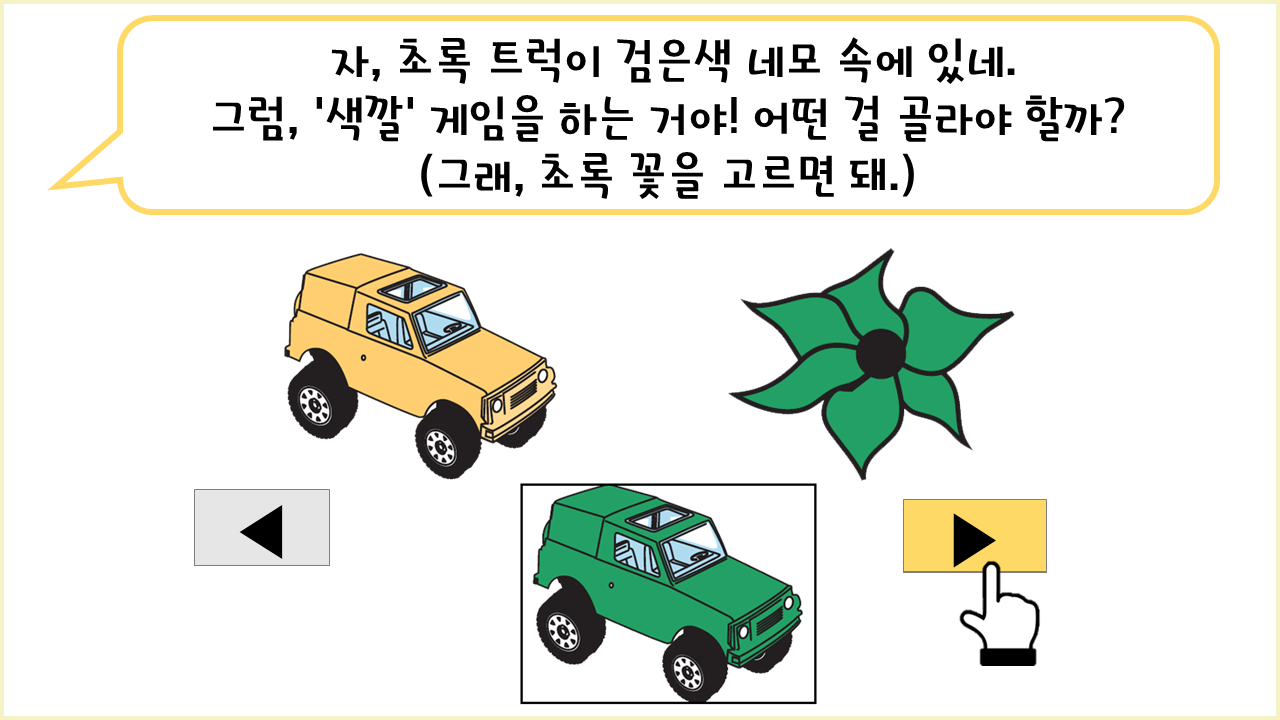 자, 초록 트럭이 검은색 네모 속에 있네.
그럼, '색깔' 게임을 하는 거야! 어떤 걸 골라야 할까?
(그래, 초록 꽃을 고르면 돼.)